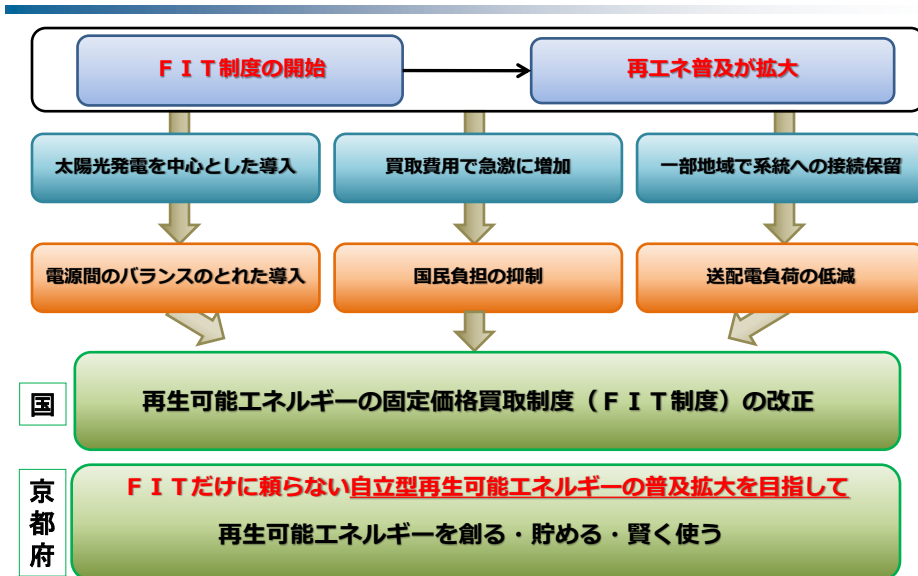 ＦＩＴ制度の開始
再エネ普及が拡大
太陽光発電を中心とした導入
買取費用で急激に増加
一部地域で系統への接続保留
電源間のバランスのとれた導入
国民負担の抑制
送配電負荷の低減
国
再生可能エネルギーの固定価格買取制度（ＦＩＴ制度）の改正
京都府
ＦＩＴだけに頼らない自立型再生可能エネルギーの普及拡大を目指して
再生可能エネルギーを創る・貯める・賢く使う